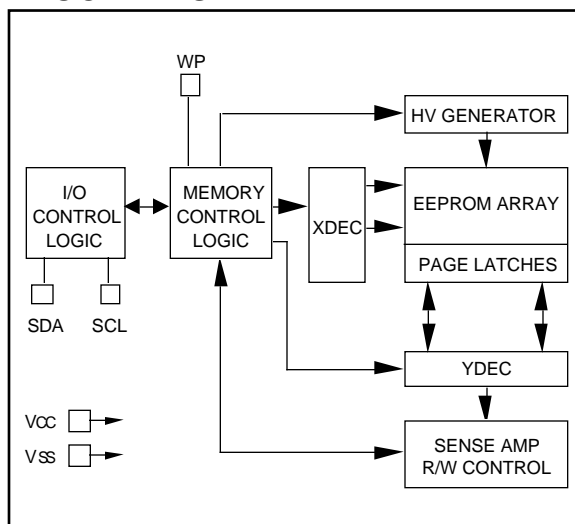 WP
HV GENERATOR
I/O
CONTROL
LOGIC
MEMORY
CONTROL
LOGIC
XDEC
EEPROM ARRAY
PAGE LATCHES
SDA
SCL
YDEC
VCC
VSS
SENSE AMP
R/W CONTROL